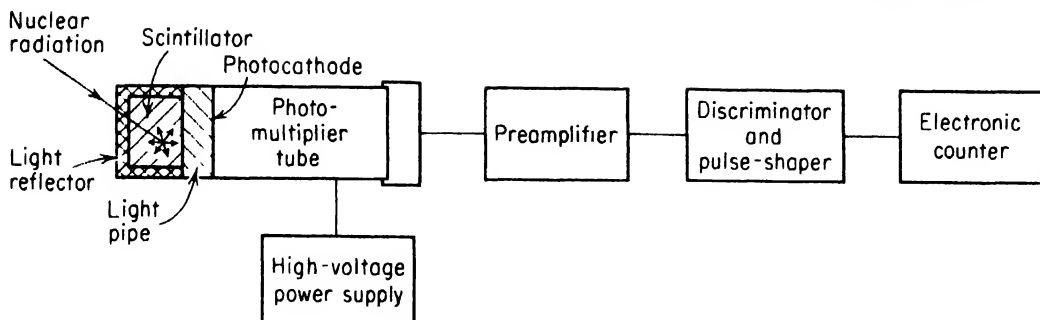 Nuclear
radiation
Scintillator
Photocathode
Photo-
multiplier
tube
Preamplifier
Discriminator
and
pulse-shaper
Electronic
counter
Light
reflector
Light
pipe
High-voltage
power supply